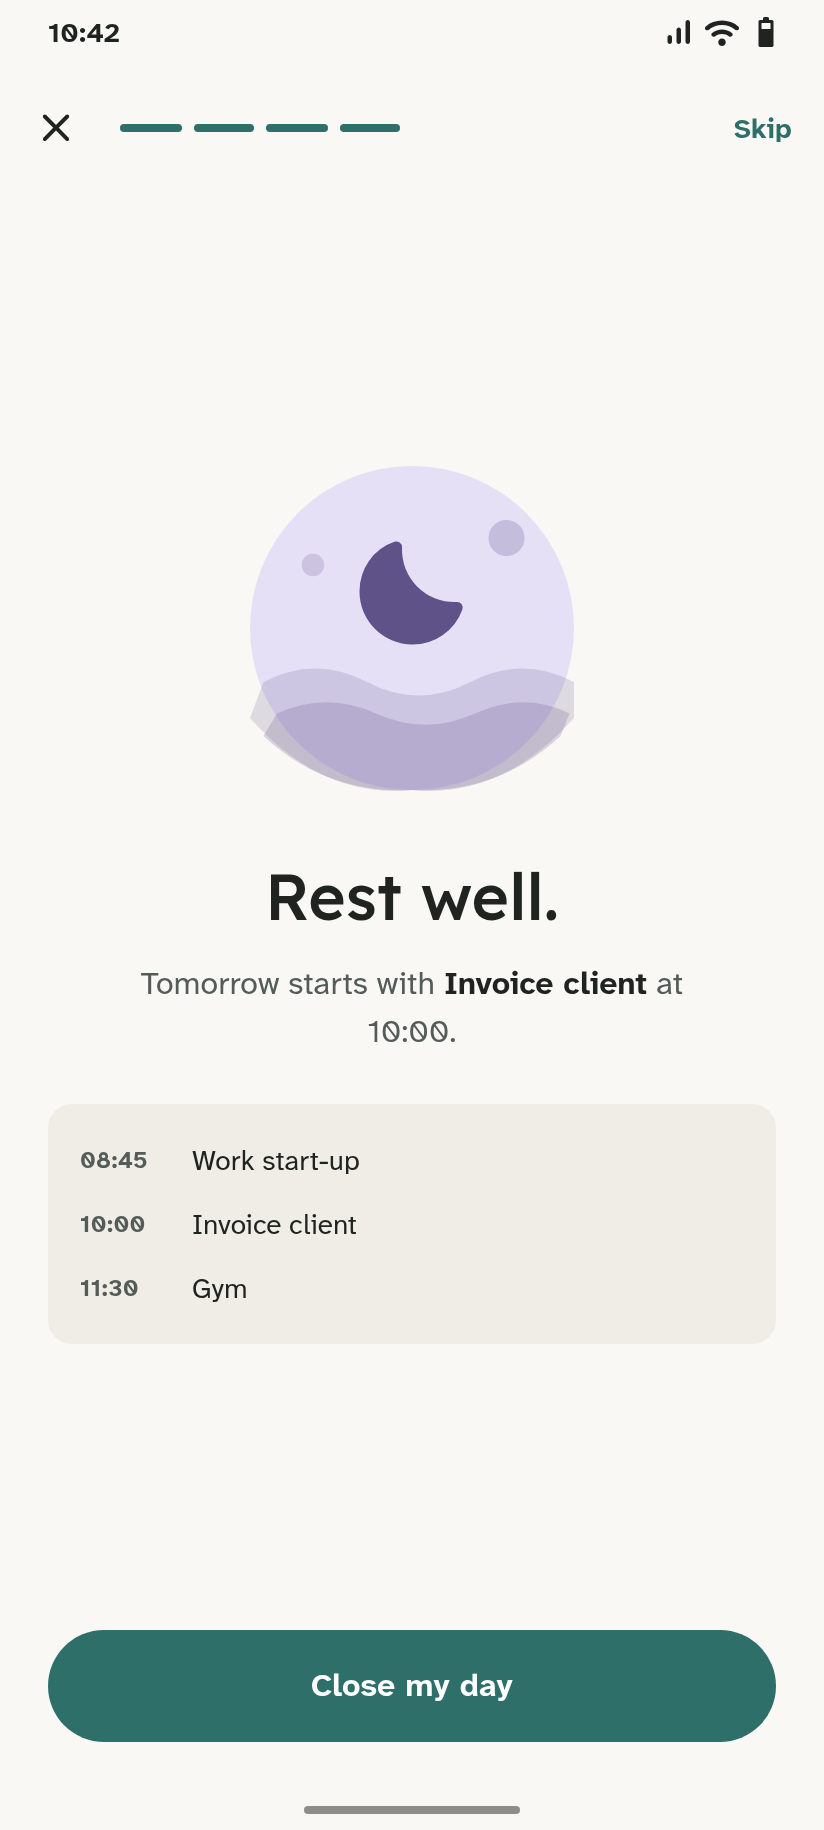 10:42
Skip
Rest well.
Tomorrow starts with Invoice client at
10:00.
08:45 Work start-up
10:00 Invoice client
11:30 Gym
Close my day